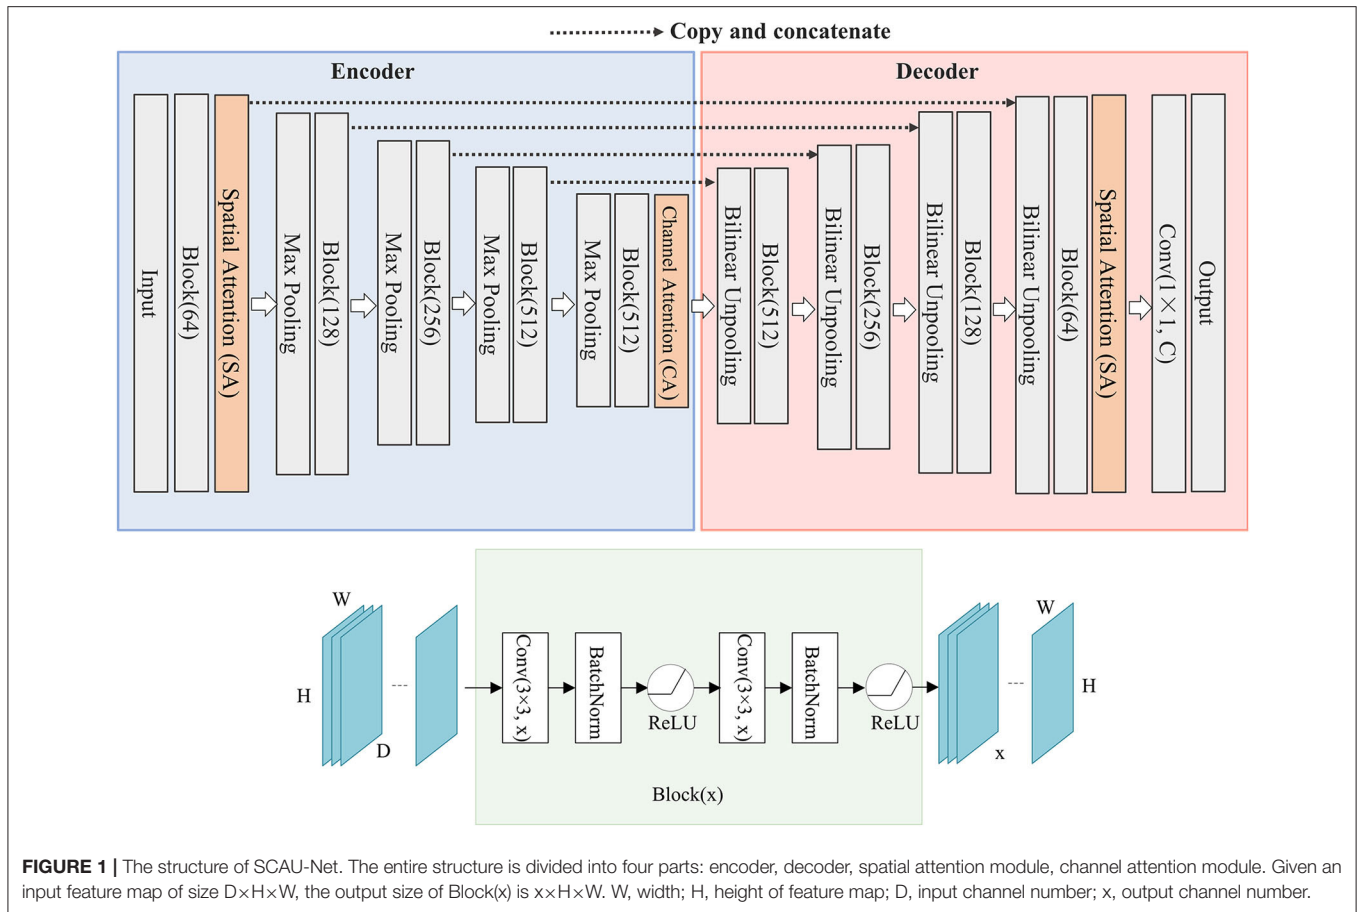 Copy and concatenate
Encoder
Decoder
Input
Block(64)
Spatial Attention (SA)
Max Pooling
Block(128)
Max Pooling
Block(256)
Max Pooling
Block(512)
Max Pooling
Block(512)
Channel Attention (CA)
Bilinear Unpooling
Block(512)
Bilinear Unpooling
Block(256)
Bilinear Unpooling
Block(128)
Bilinear Unpooling
Block(64)
Spatial Attention (SA)
Conv(1×1, C)
Output
W
H
D
Conv(3×3, x)
BatchNorm
ReLU
Conv(3×3, x)
BatchNorm
ReLU
Block(x)
W
H
x
FIGURE 1 | The structure of SCAU-Net. The entire structure is divided into four parts: encoder, decoder, spatial attention module, channel attention module. Given an
input feature map of size D×H×W, the output size of Block(x) is x×H×W. W, width; H, height of feature map; D, input channel number; x, output channel number.